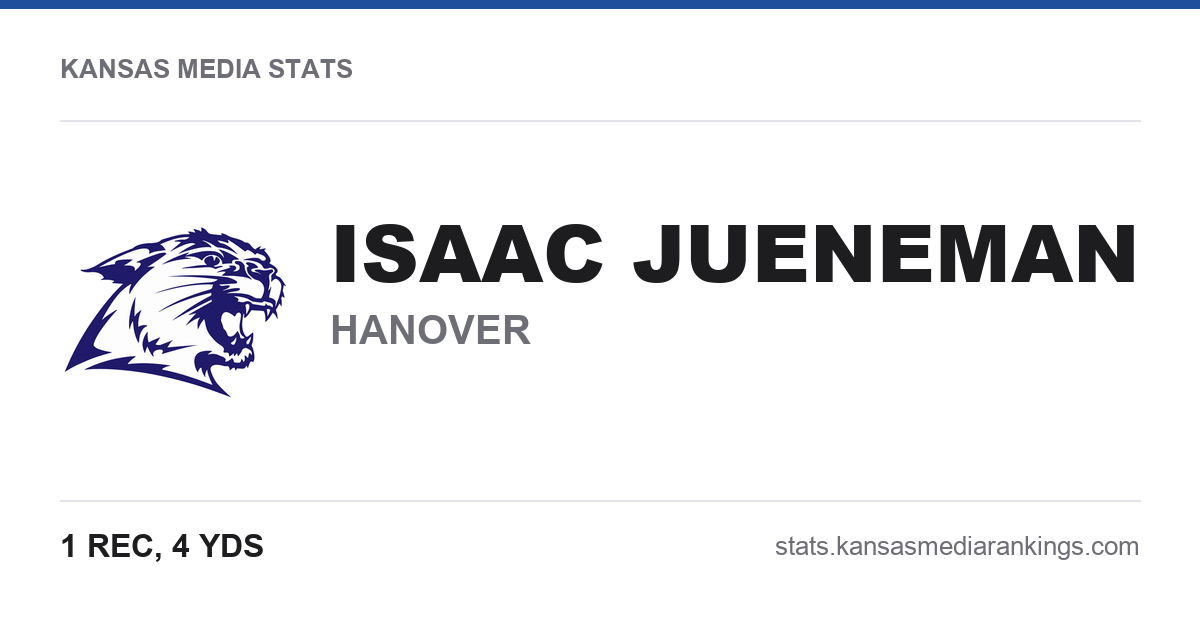 KANSAS MEDIA STATS
ISAAC JUENEMAN
HANOVER
1 REC, 4 YDS
stats.kansasmediarankings.com